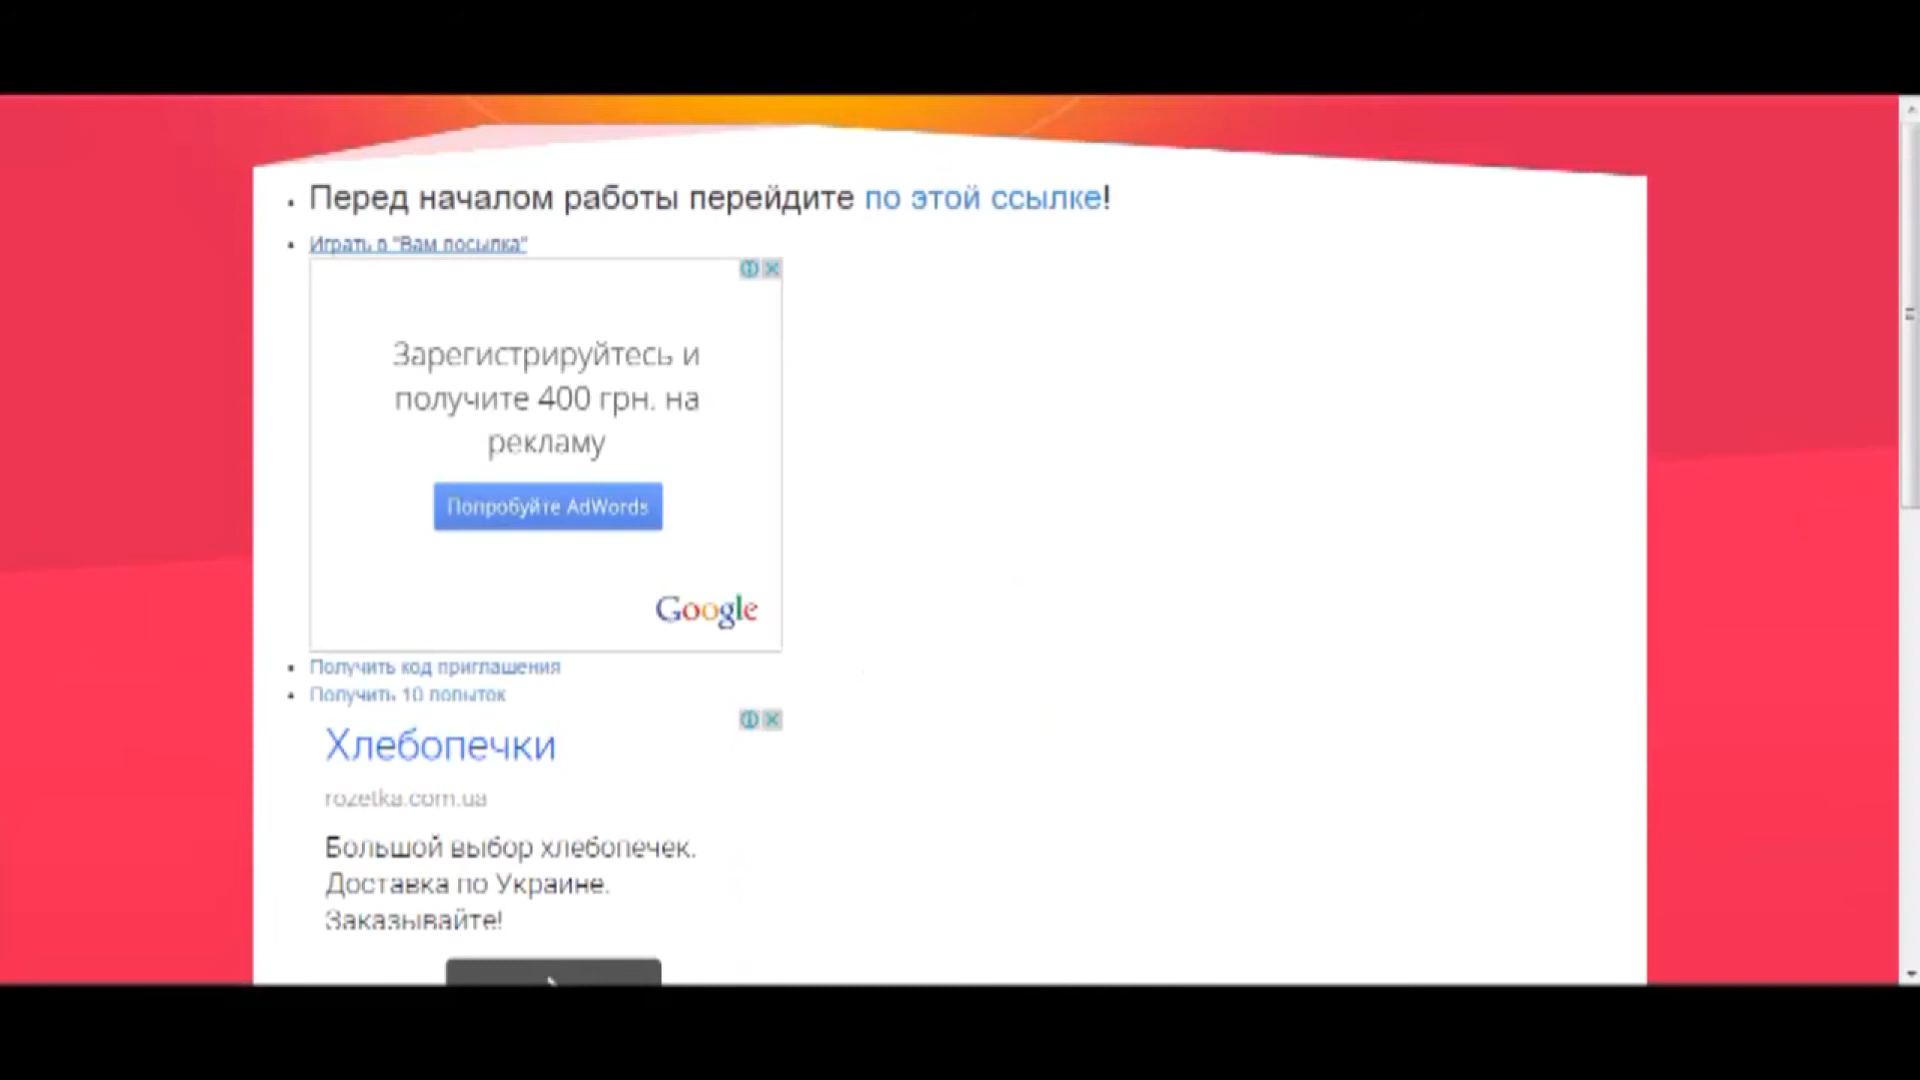 Перед началом работы перейдите по этой ссылке!
Играть в "Вам посылка"
Зарегистрируйтесь и
получите 400 грн. на
рекламу
Попробуйте AdWords
Google
Получить код приглашения
Получить 10 попыток
Хлебопечки
rozetka.com.ua
Большой выбор хлебопечек.
Доставка по Украине.
Заказывайте!